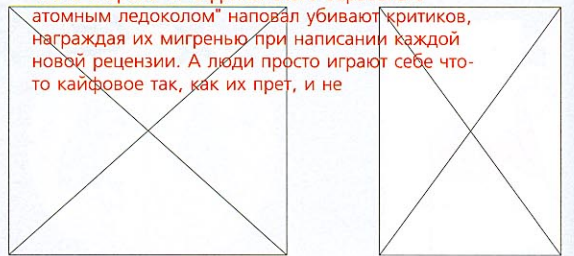 атомным ледоколом" наповал убивают критиков,
награждая их мигренью при написании каждой
новой рецензии. А люди просто играют себе что-
то кайфовое так, как их прет, и не